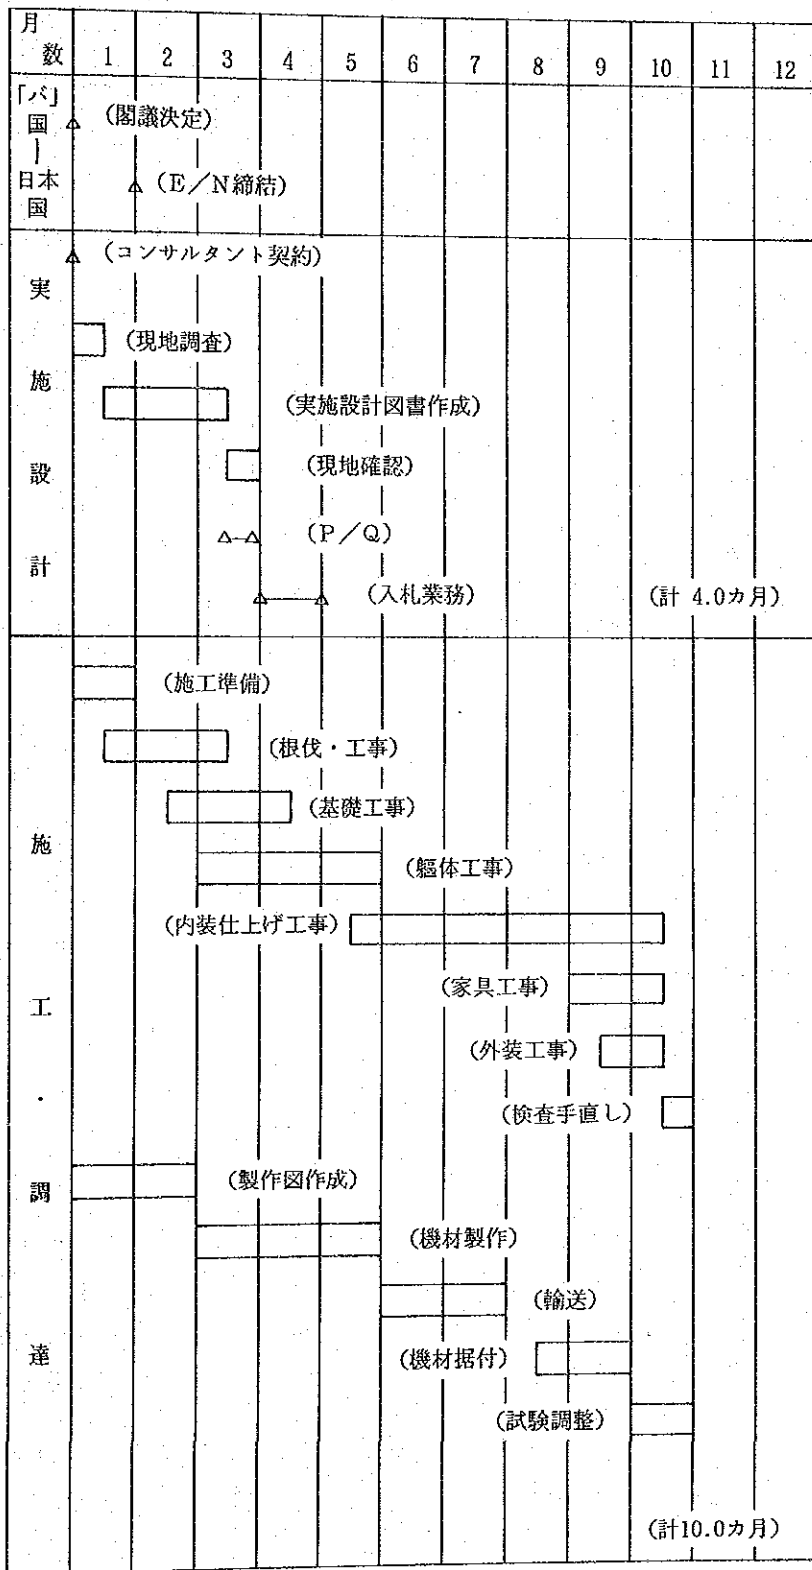 月
数 1 2 3 4 5 6 7 8 9 10 11 12
「バ」国ー日本国
(閣議決定)
(E/N締結)
実施設計
(コンサルタント契約)
(現地調査)
(実施設計図書作成)
(現地確認)
(P/Q)
(入札業務) (計 4.0カ月)
施工・調達
(施工準備)
(根伐・工事)
(基礎工事)
(軀体工事)
(内装仕上げ工事)
(家具工事)
(外装工事)
(検査手直し)
(製作図作成)
(機材製作)
(輸送)
(機材据付)
(試験調整)
(計10.0カ月)